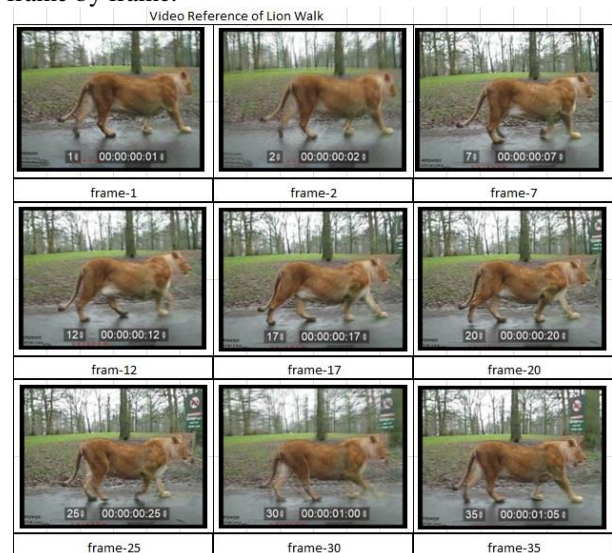 frame by frame.
Video Reference of Lion Walk
1 00:00:00:01
2 00:00:00:02
7 00:00:00:07
frame-1
frame-2
frame-7
12 00:00:00:12
17 00:00:00:17
20 00:00:00:20
fram-12
frame-17
frame-20
25 00:00:00:25
30 00:00:01:00
35 00:00:01:05
frame-25
frame-30
frame-35